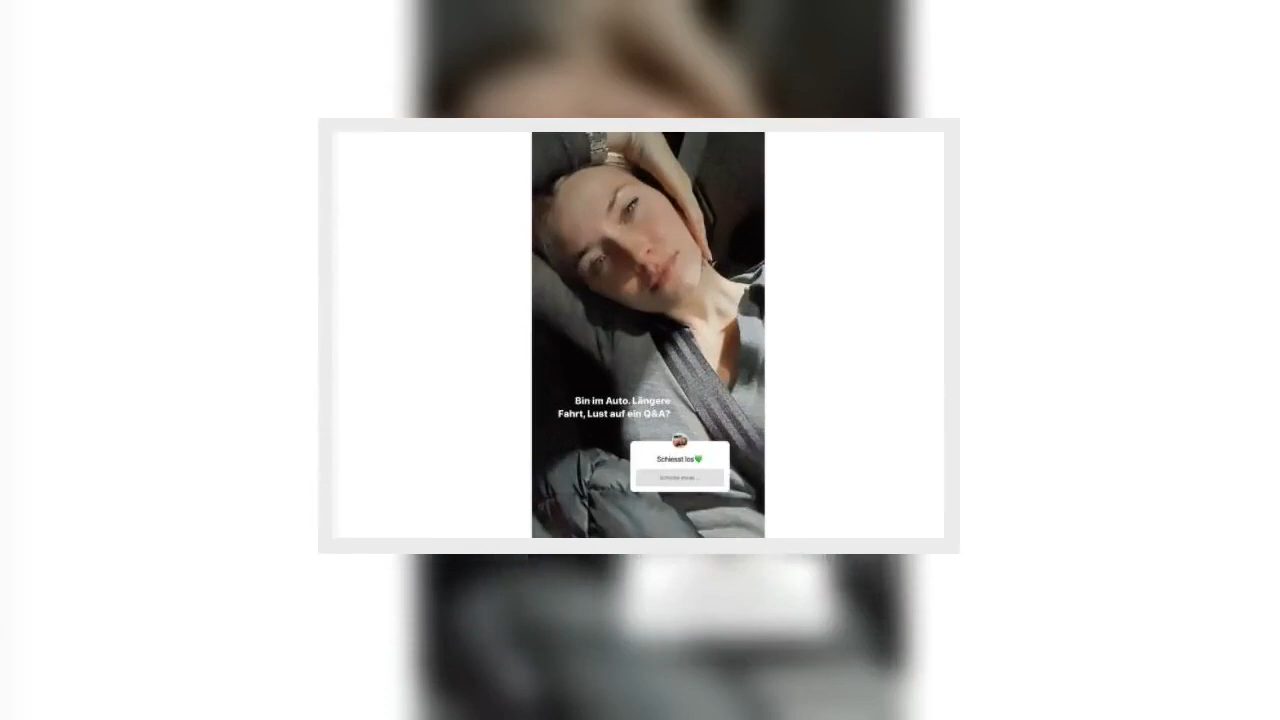 Bin im Auto. Längere
Fahrt, Lust auf ein Q&A?
Schiesst los💚